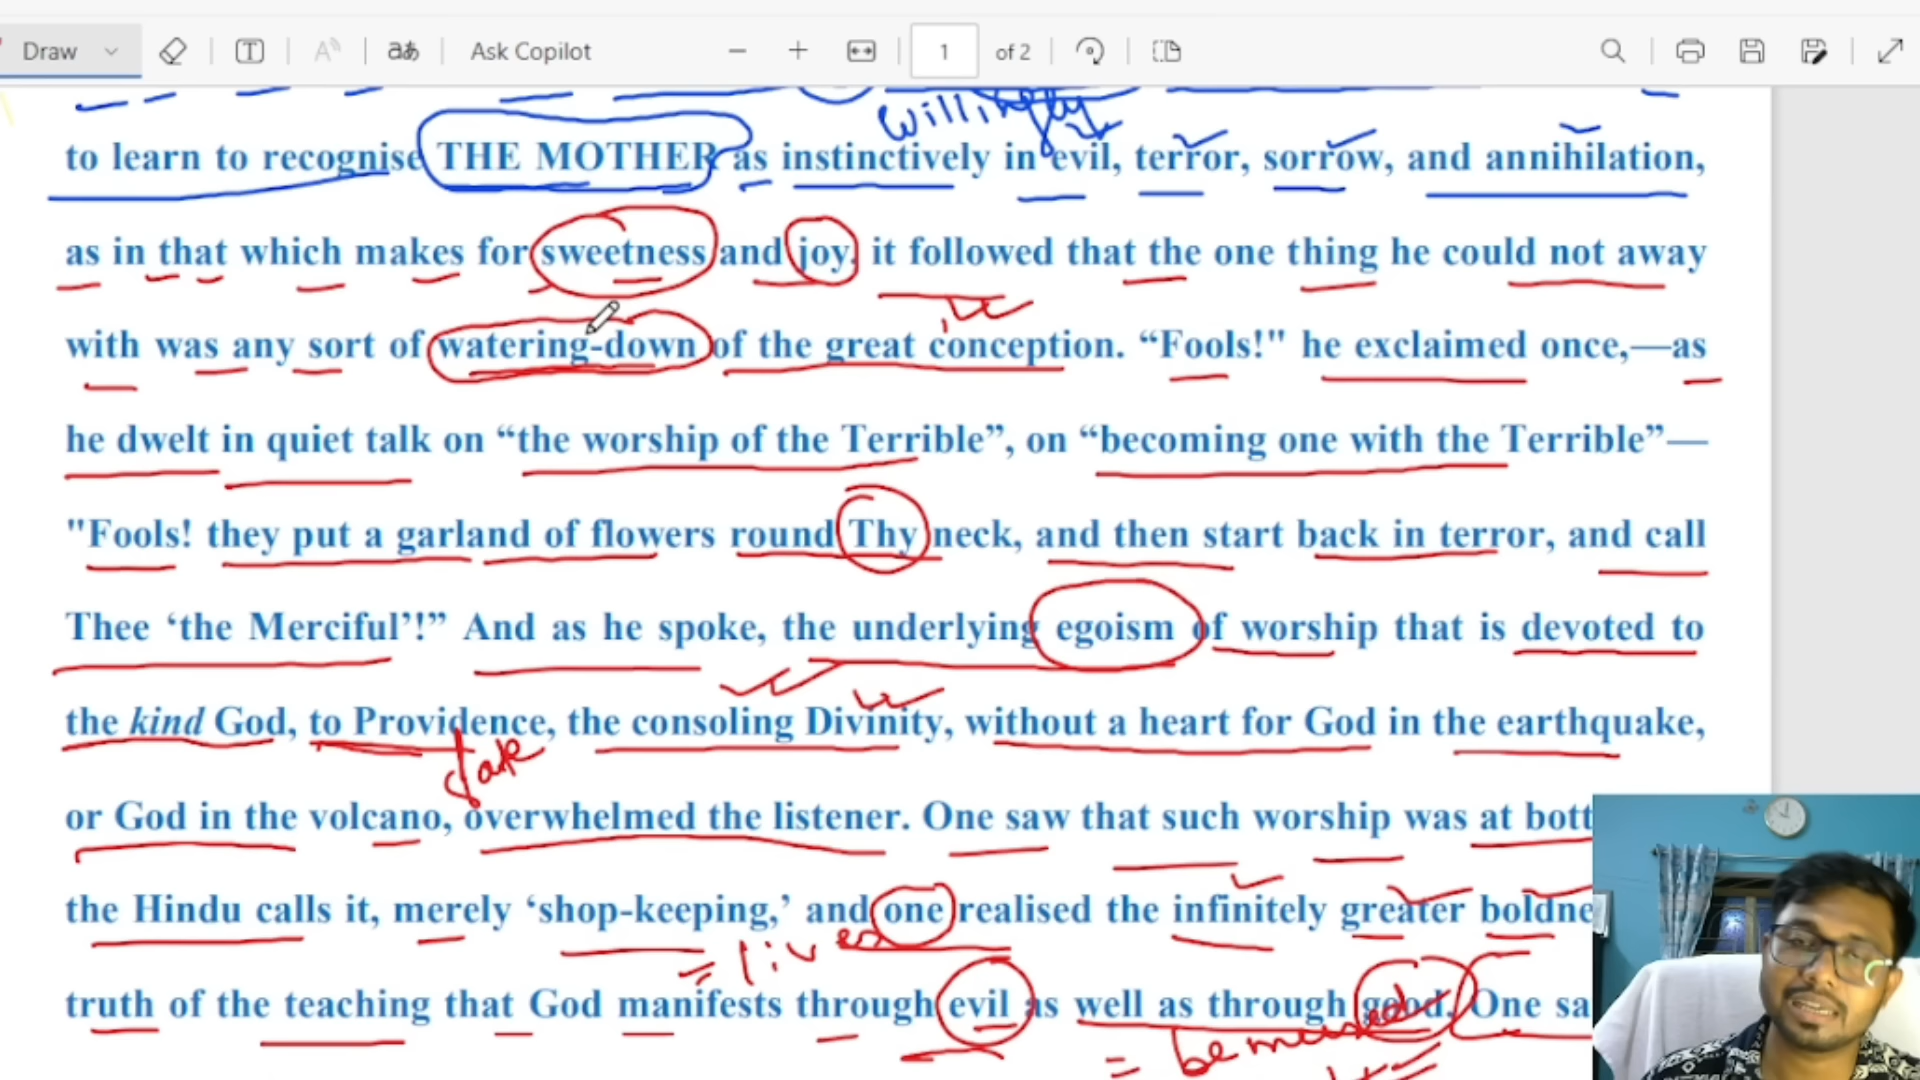 Draw
Ask Copilot
1 of 2
willingly
to learn to recognise THE MOTHER as instinctively in evil, terror, sorrow, and annihilation,
as in that which makes for sweetness and joy, it followed that the one thing he could not away
with was any sort of watering-down of the great conception. “Fools!" he exclaimed once,—as
he dwelt in quiet talk on “the worship of the Terrible”, on “becoming one with the Terrible”—
"Fools! they put a garland of flowers round Thy neck, and then start back in terror, and call
Thee ‘the Merciful’!” And as he spoke, the underlying egoism of worship that is devoted to
the kind God, to Providence, the consoling Divinity, without a heart for God in the earthquake,
or God in the volcano, overwhelmed the listener. One saw that such worship was at bott
the Hindu calls it, merely ‘shop-keeping,’ and one realised the infinitely greater boldne
truth of the teaching that God manifests through evil as well as through good. One sa